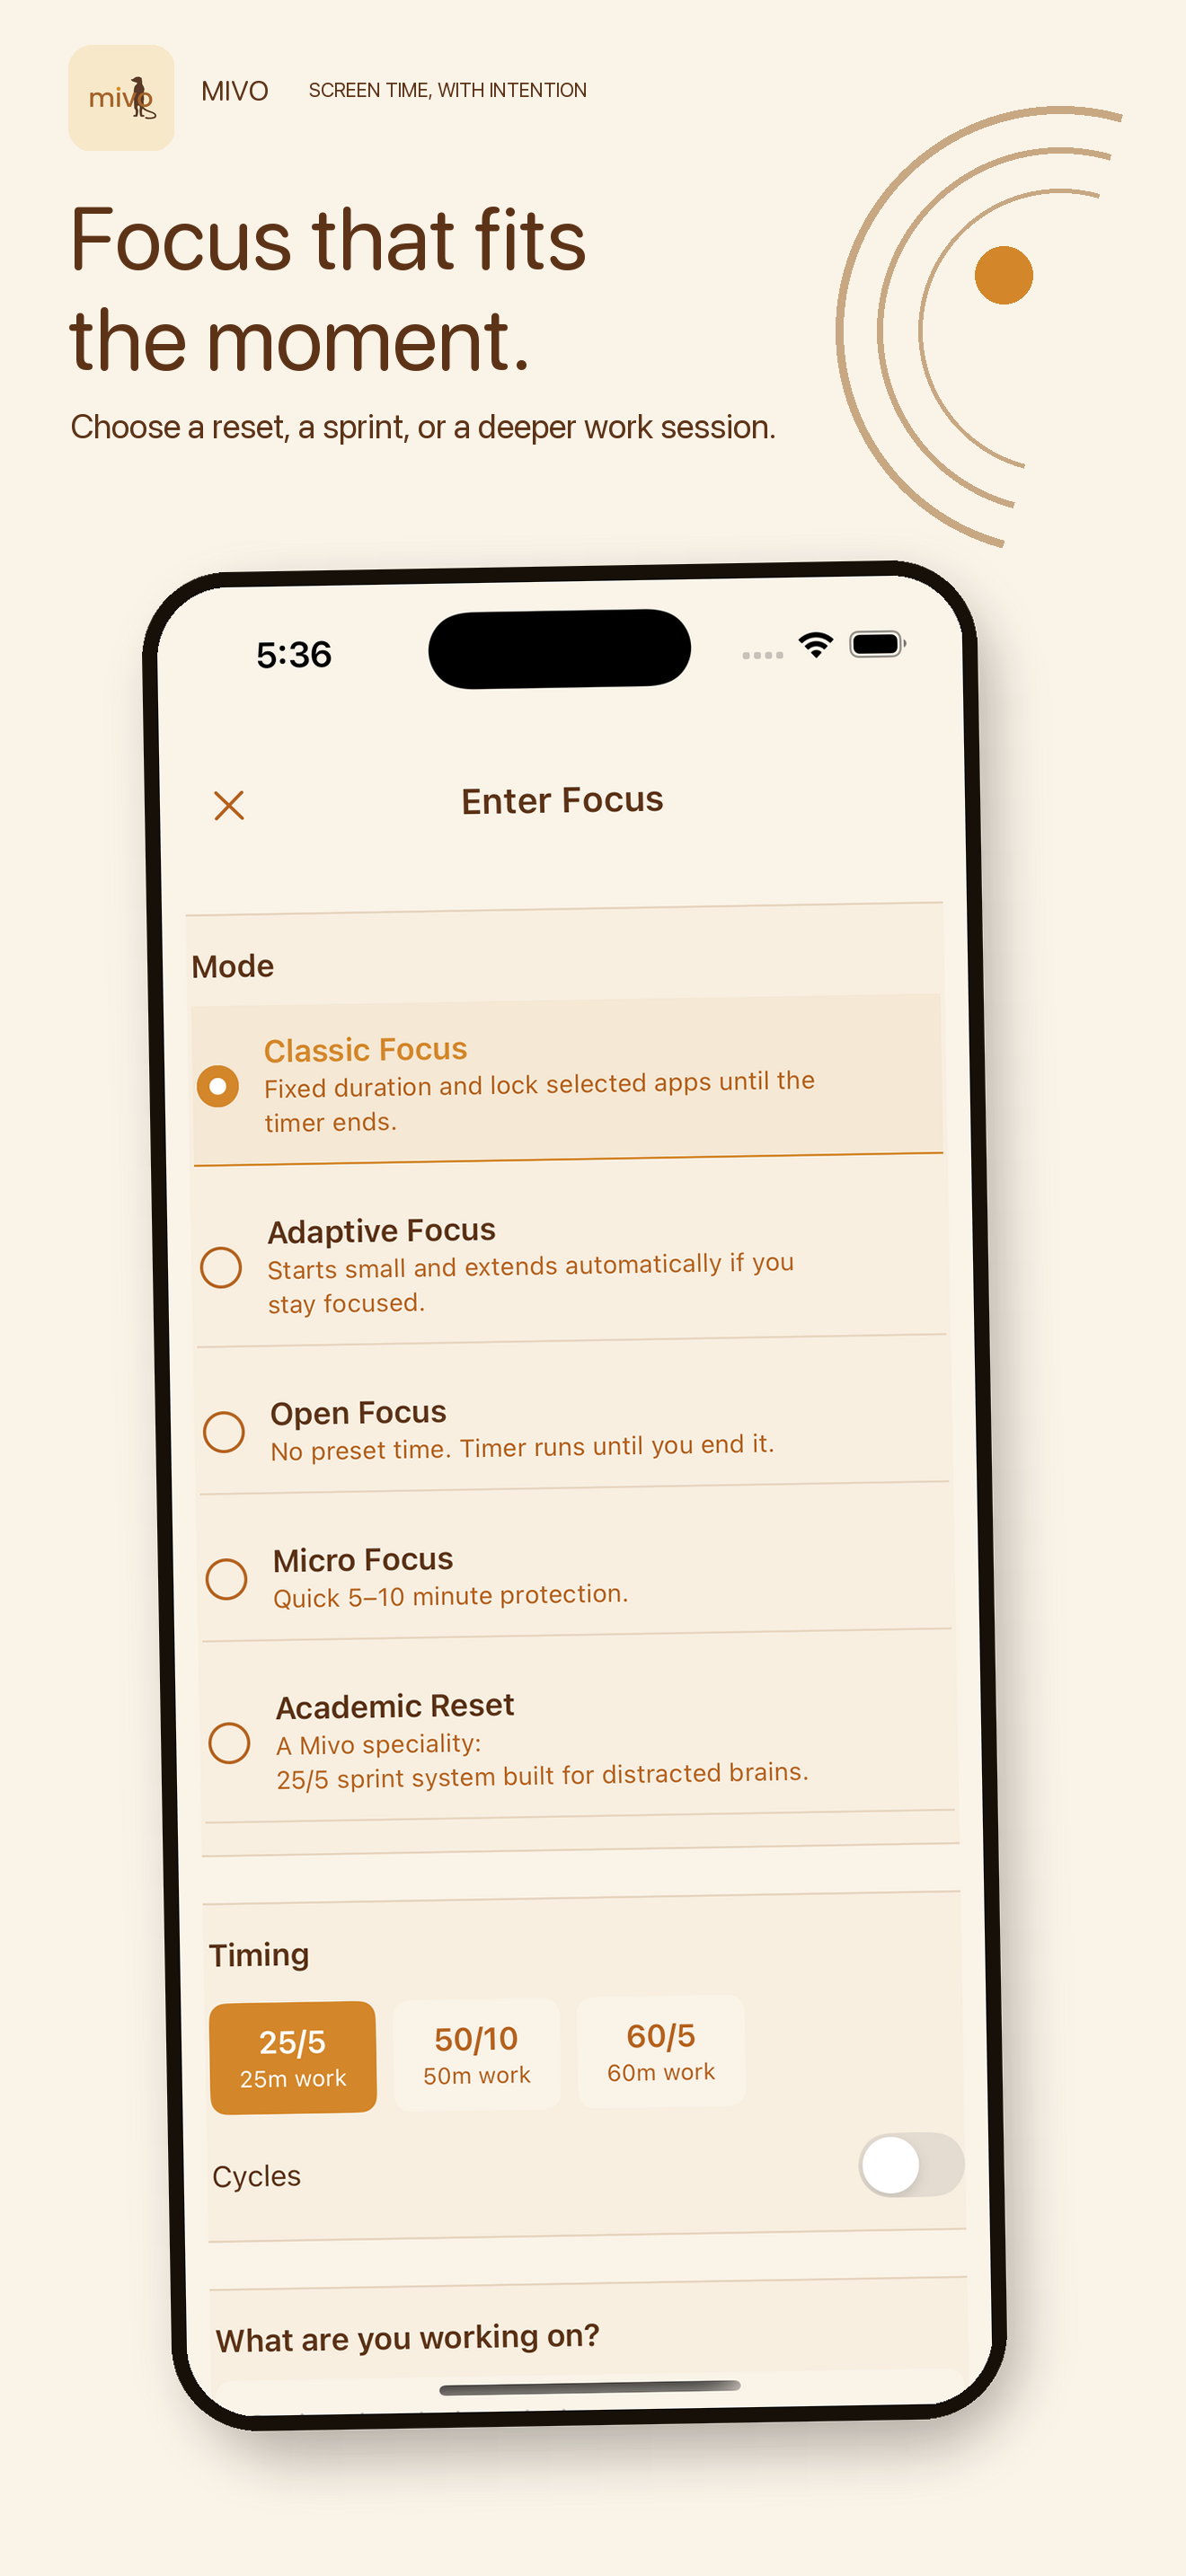 mivo
MIVO
SCREEN TIME, WITH INTENTION
Focus that fits
the moment.
Choose a reset, a sprint, or a deeper work session.
5:36
Enter Focus
Mode
Classic Focus
Fixed duration and lock selected apps until the
timer ends.
Adaptive Focus
Starts small and extends automatically if you
stay focused.
Open Focus
No preset time. Timer runs until you end it.
Micro Focus
Quick 5–10 minute protection.
Academic Reset
A Mivo speciality:
25/5 sprint system built for distracted brains.
Timing
25/5
25m work
50/10
50m work
60/5
60m work
Cycles
What are you working on?